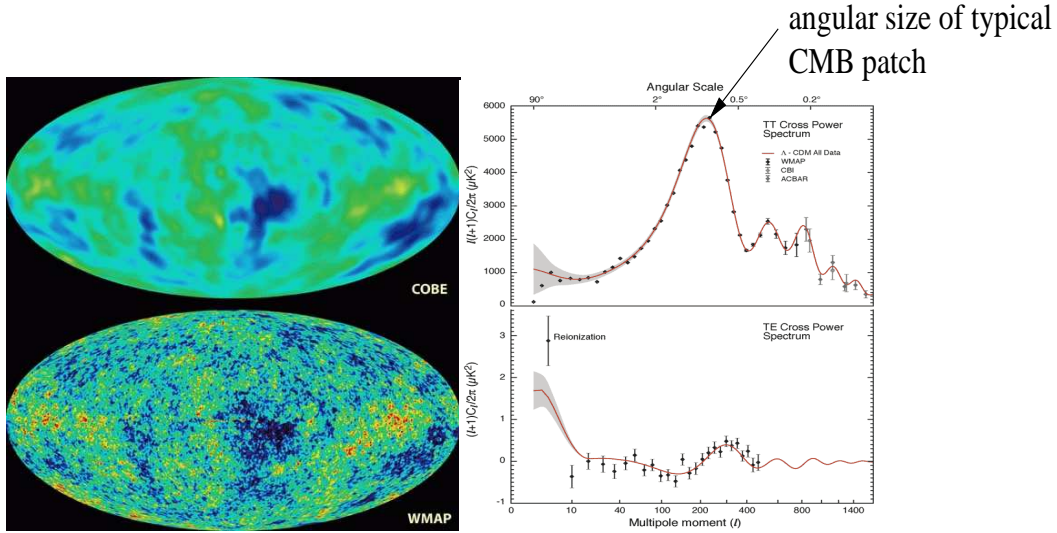 angular size of typical
CMB patch
COBE
WMAP
Angular Scale
90° 2° 0.5° 0.2°
6000
5000
4000
3000
2000
1000
0
l(l+1)Cl/2π (μK²)
TT Cross Power
Spectrum
Λ - CDM All Data
WMAP
CBI
ACBAR
3
2
1
0
-1
(l+1)Cl/2π (μK²)
Reionization
TE Cross Power
Spectrum
0 10 40 100 200 400 800 1400
Multipole moment (l)